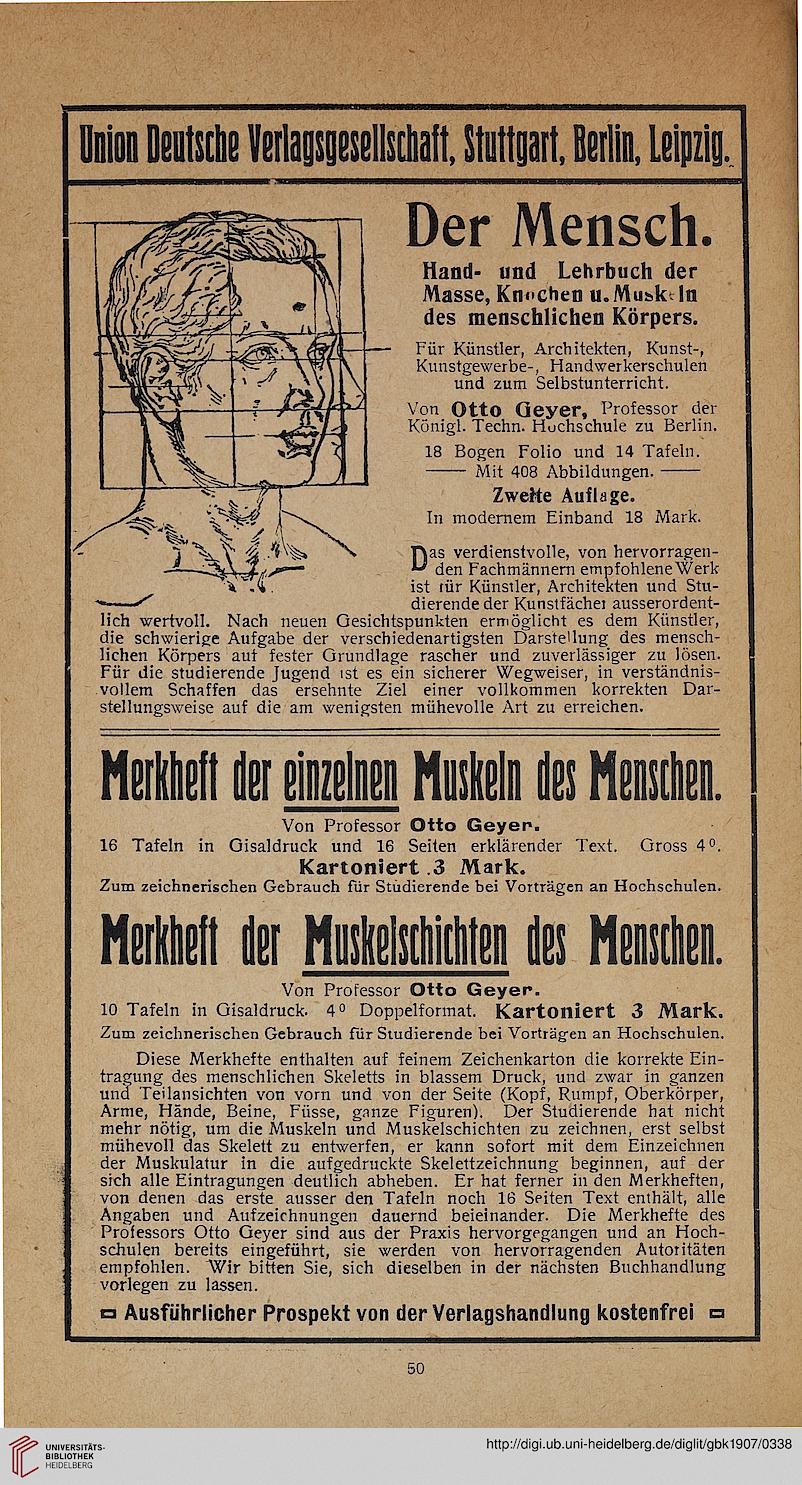 Union Deutsche Verlagsgesellschaft, Stuttgart, Berlin, Leipzig.
Der Mensch.
Hand- und Lehrbuch der
Masse, Knochen u. Muskeln
des menschlichen Körpers.
Für Künstler, Architekten, Kunst-,
Kunstgewerbe-, Handwerkerschulen
und zum Selbstunterricht.
Von Otto Geyer, Professor der
Königl. Techn. Hochschule zu Berlin.
18 Bogen Folio und 14 Tafeln.
Mit 408 Abbildungen.
Zweite Auflage.
In modernem Einband 18 Mark.
Das verdienstvolle, von hervorragen-
den Fachmännern empfohlene Werk
ist für Künstler, Architekten und Stu-
dierende der Kunstfächer ausserordent-
lich wertvoll. Nach neuen Gesichtspunkten ermöglicht es dem Künstler,
die schwierige Aufgabe der verschiedenartigsten Darstellung des mensch-
lichen Körpers auf fester Grundlage rascher und zuverlässiger zu lösen.
Für die studierende Jugend ist es ein sicherer Wegweiser, in verständnis-
vollem Schaffen das ersehnte Ziel einer vollkommen korrekten Dar-
stellungsweise auf die am wenigsten mühevolle Art zu erreichen.
Merkheft der einzelnen Muskeln des Menschen.
Von Professor Otto Geyer.
16 Tafeln in Gisaldruck und 16 Seiten erklärender Text. Gross 4⁰.
Kartoniert 3 Mark.
Zum zeichnerischen Gebrauch für Studierende bei Vorträgen an Hochschulen.
Merkheft der Muskelschichten des Menschen.
Von Professor Otto Geyer.
10 Tafeln in Gisaldruck. 4⁰ Doppelformat. Kartoniert 3 Mark.
Zum zeichnerischen Gebrauch für Studierende bei Vorträgen an Hochschulen.
Diese Merkhefte enthalten auf feinem Zeichenkarton die korrekte Ein-
tragung des menschlichen Skeletts in blassem Druck, und zwar in ganzen
und Teilansichten von vorn und von der Seite (Kopf, Rumpf, Oberkörper,
Arme, Hände, Beine, Füsse, ganze Figuren). Der Studierende hat nicht
mehr nötig, um die Muskeln und Muskelschichten zu zeichnen, erst selbst
mühevoll das Skelett zu entwerfen, er kann sofort mit dem Einzeichnen
der Muskulatur in die aufgedruckte Skelettzeichnung beginnen, auf der
sich alle Eintragungen deutlich abheben. Er hat ferner in den Merkheften,
von denen das erste ausser den Tafeln noch 16 Seiten Text enthält, alle
Angaben und Aufzeichnungen dauernd beieinander. Die Merkhefte des
Professors Otto Geyer sind aus der Praxis hervorgegangen und an Hoch-
schulen bereits eingeführt, sie werden von hervorragenden Autoritäten
empfohlen. Wir bitten Sie, sich dieselben in der nächsten Buchhandlung
vorlegen zu lassen.
Ausführlicher Prospekt von der Verlagshandlung kostenfrei
50
UNIVERSITÄTS-
BIBLIOTHEK
HEIDELBERG
http://digi.ub.uni-heidelberg.de/diglit/gbk1907/0338